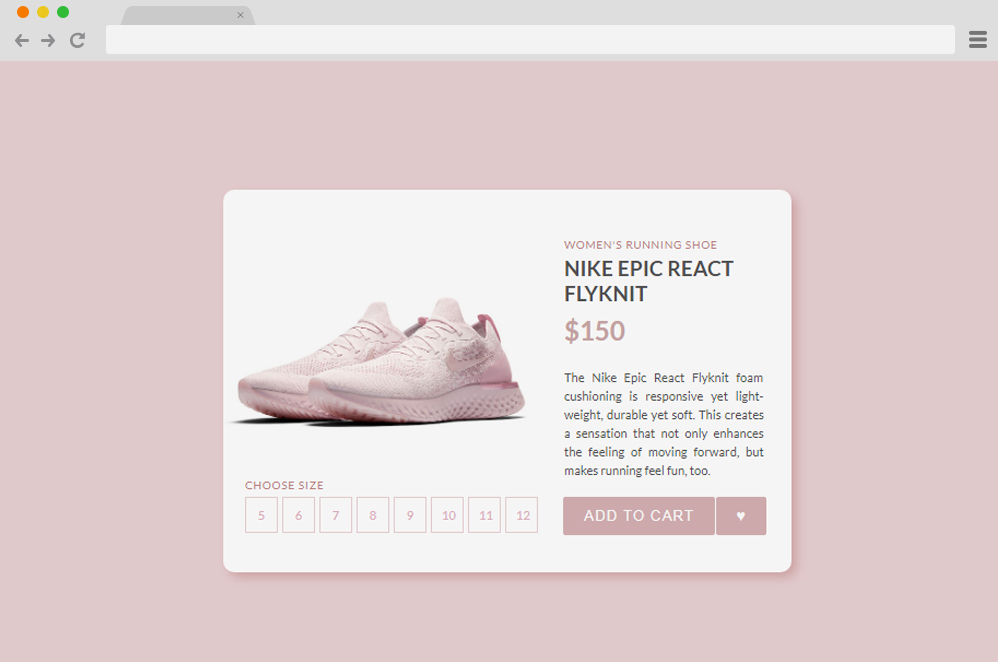 WOMEN'S RUNNING SHOE
NIKE EPIC REACT
FLYKNIT
$150
The Nike Epic React Flyknit foam
cushioning is responsive yet light-
weight, durable yet soft. This creates
a sensation that not only enhances
the feeling of moving forward, but
makes running feel fun, too.
CHOOSE SIZE
5 6 7 8 9 10 11 12
ADD TO CART ♥